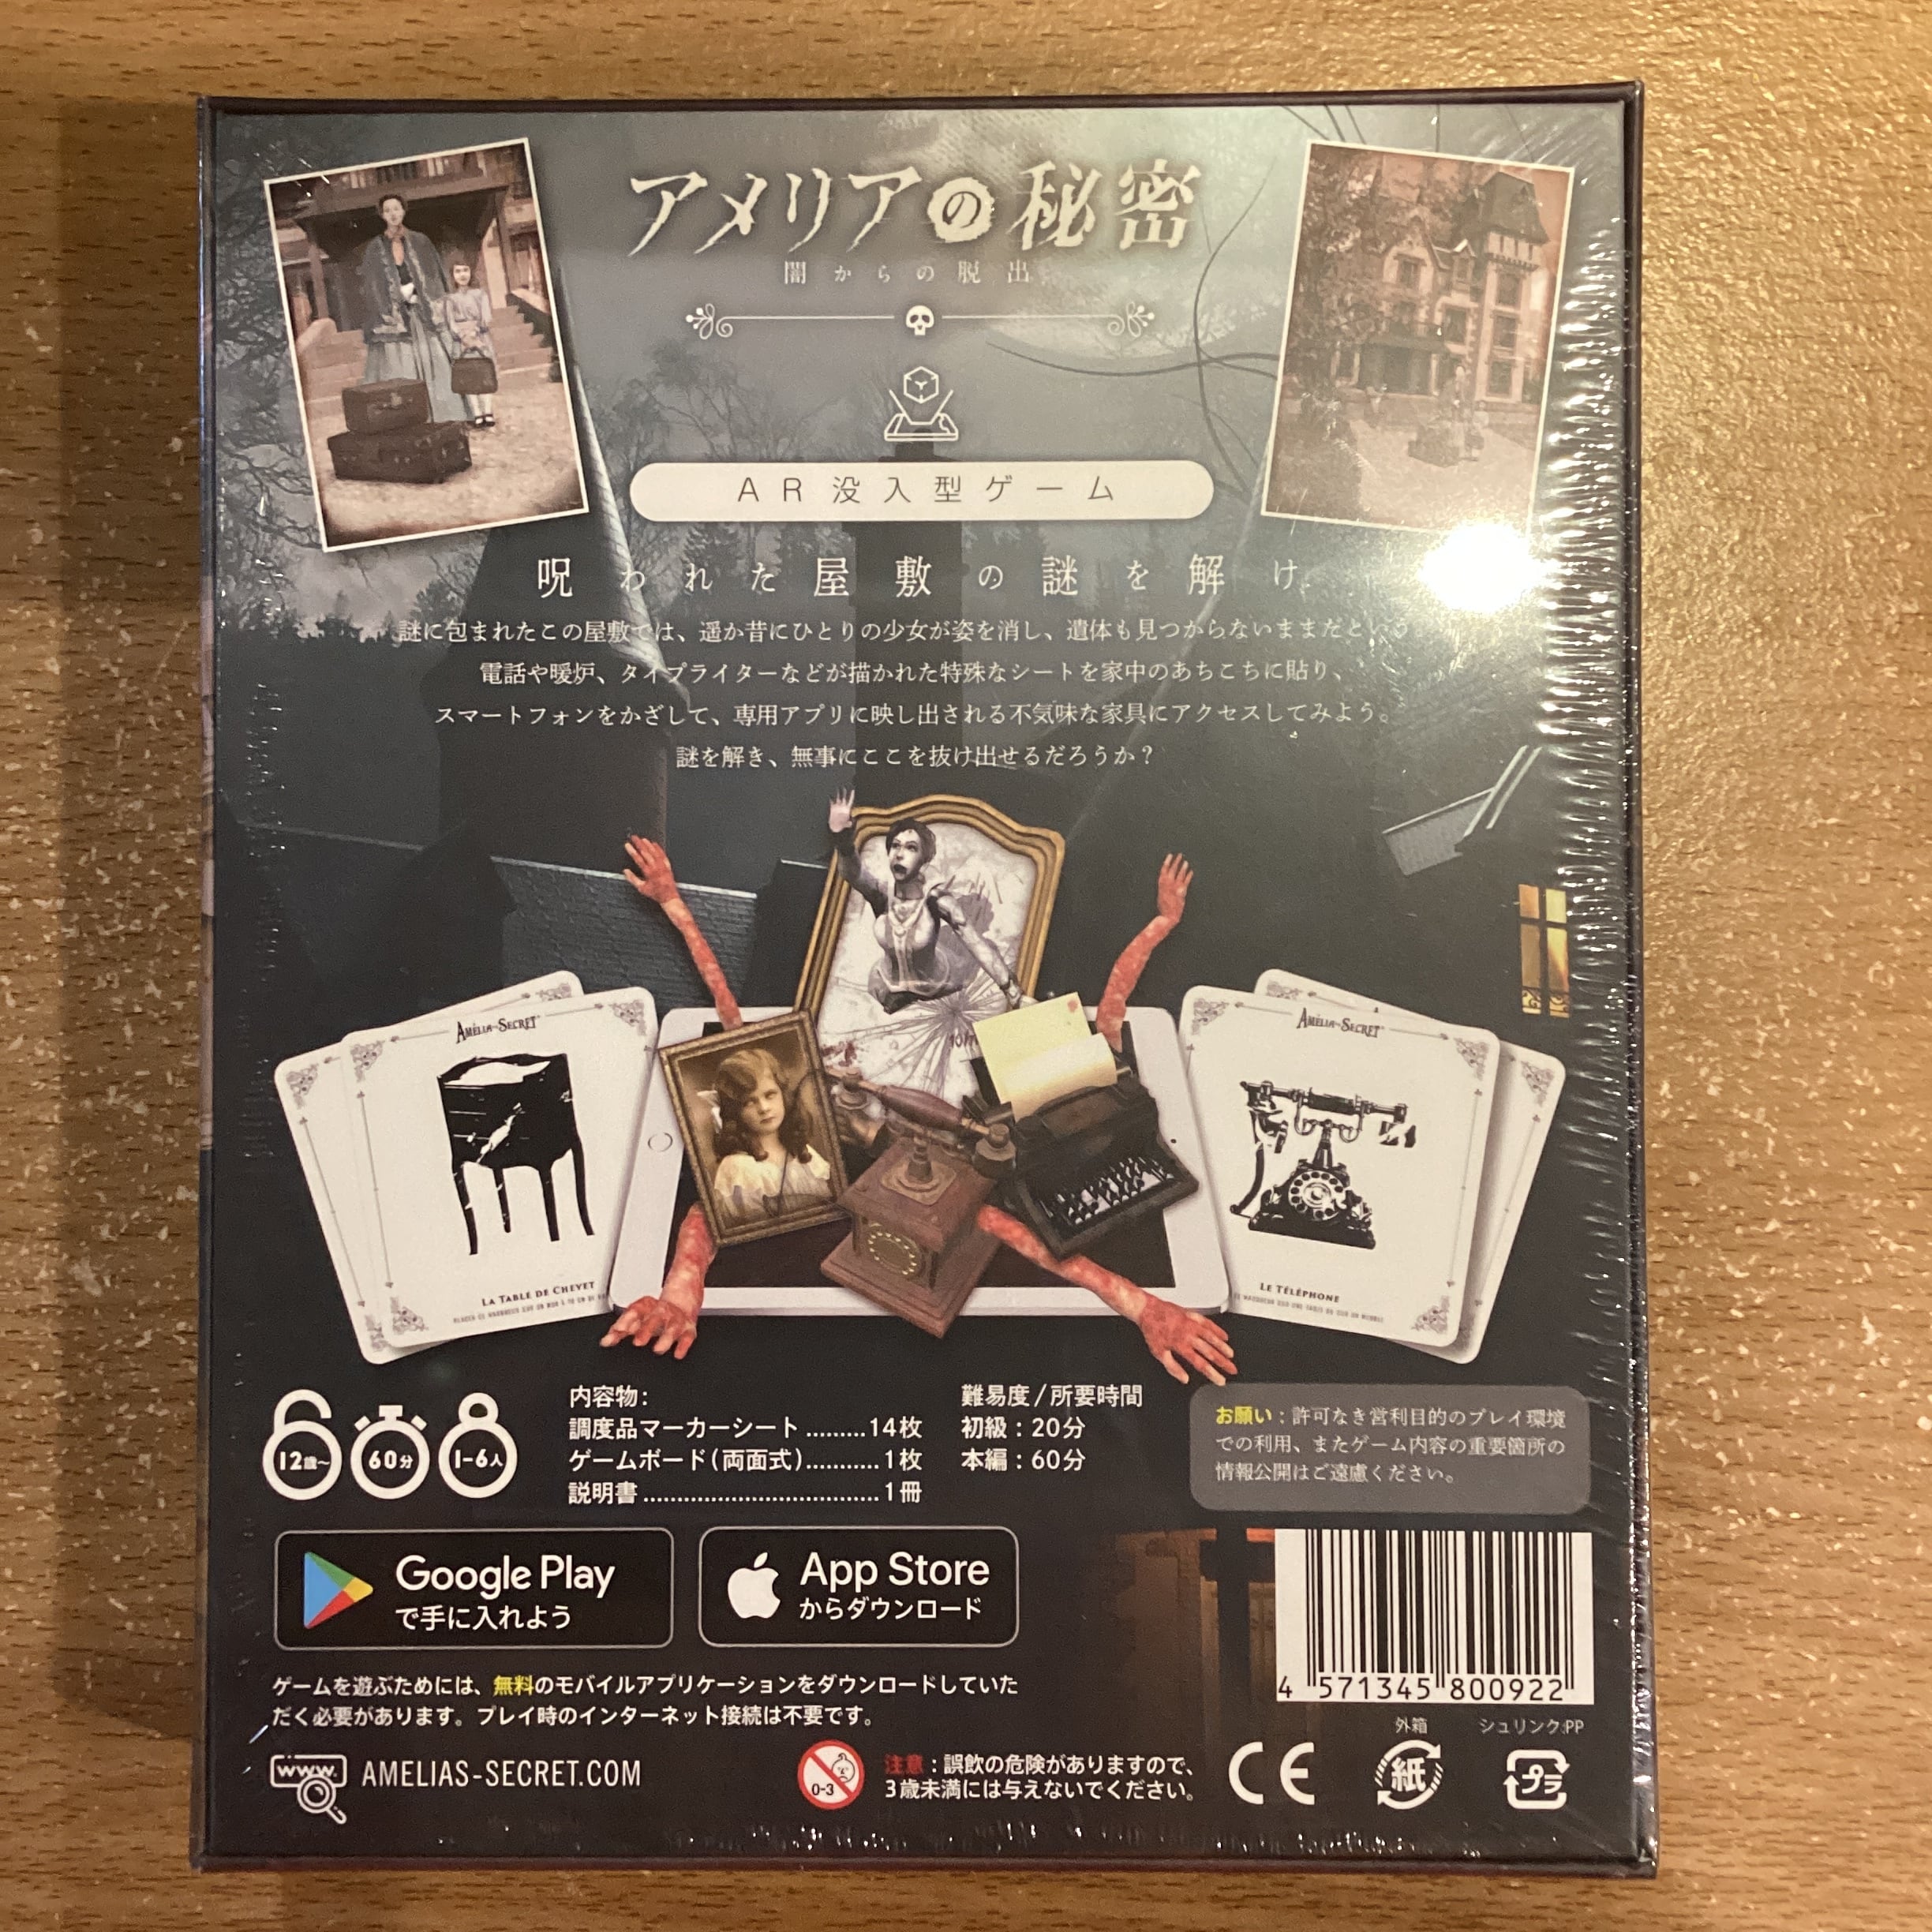 アメリアの秘密
闇からの脱出
AR没入型ゲーム
呪われた屋敷の謎を解け
謎に包まれたこの屋敷では、遥か昔にひとりの少女が姿を消し、遺体も見つからないままだという
電話や暖炉、タイプライターなどが描かれた特殊なシートを家中のあちこちに貼り、
スマートフォンをかざして、専用アプリに映し出される不気味な家具にアクセスしてみよう。
謎を解き、無事にここを抜け出せるだろうか？
AMÉLIA SECRET
LA TABLE DE CHEVET
AMÉLIA SECRET
LE TÉLÉPHONE
12歳〜
60分
1-6人
内容物:
調度品マーカーシート.........14枚
ゲームボード(両面式)...........1枚
説明書...................................1冊
難易度/所要時間
初級:20分
本編:60分
お願い:許可なき営利目的のプレイ環境
での利用、またゲーム内容の重要箇所の
情報公開はご遠慮ください。
Google Play
で手に入れよう
App Store
からダウンロード
4 571345 800922
ゲームを遊ぶためには、無料のモバイルアプリケーションをダウンロードしていた
だく必要があります。プレイ時のインターネット接続は不要です。
外箱
シュリンク:PP
www.
AMELIAS-SECRET.COM
0-3
注意:誤飲の危険がありますので、
3歳未満には与えないでください。
CE
紙
プラ